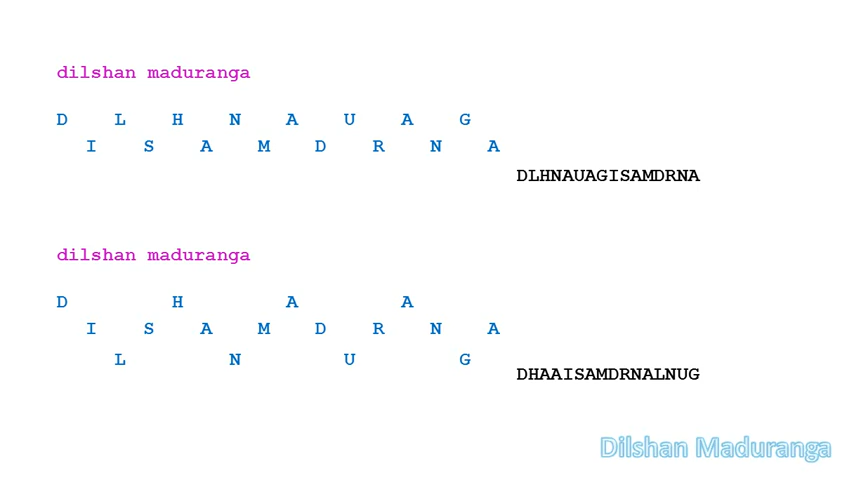 dilshan maduranga
D L H N A U A G
I S A M D R N A
DLHNAUAGISAMDRNA
dilshan maduranga
D H A A
I S A M D R N A
L N U G
DHAAISAMDRNALNUG
Dilshan Maduranga